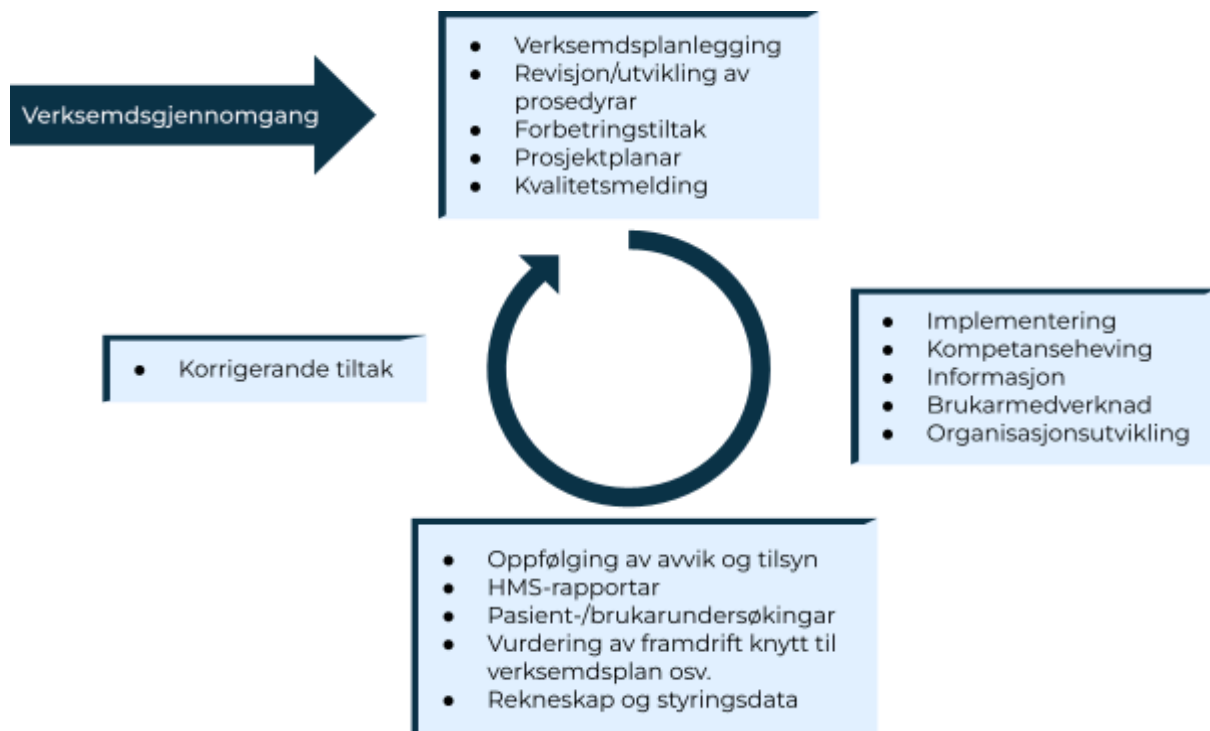 Verksemdsgjennomgang
● Verksemdsplanlegging
● Revisjon/utvikling av
prosedyrar
● Forbetringstiltak
● Prosjektplanar
● Kvalitetsmelding
● Implementering
● Kompetanseheving
● Informasjon
● Brukarmedverknad
● Organisasjonsutvikling
● Korrigerande tiltak
● Oppfølging av avvik og tilsyn
● HMS-rapportar
● Pasient-/brukarundersøkingar
● Vurdering av framdrift knytt til
verksemdsplan osv.
● Rekneskap og styringsdata